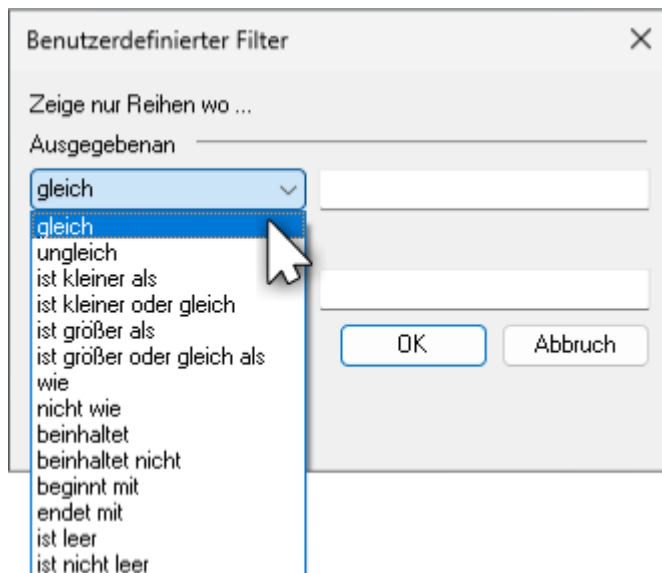 Benutzerdefinierter Filter
Zeige nur Reihen wo ...
Ausgegebenan
gleich
gleich
ungleich
ist kleiner als
ist kleiner oder gleich
ist größer als
ist größer oder gleich als
OK Abbruch
wie
nicht wie
beinhaltet
beinhaltet nicht
beginnt mit
endet mit
ist leer
ist nicht leer